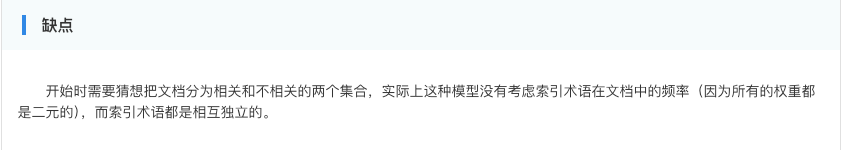 缺点
开始时需要猜想把文档分为相关和不相关的两个集合，实际上这种模型没有考虑索引术语在文档中的频率（因为所有的权重都
是二元的），而索引术语都是相互独立的。